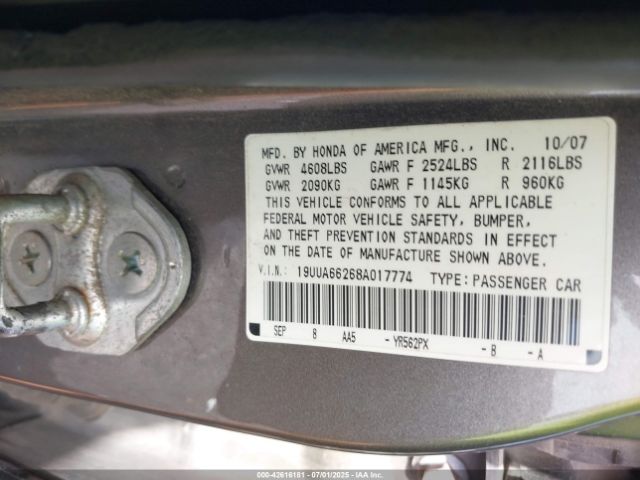 MFD. BY HONDA OF AMERICA MFG., INC. 10/07
GVWR 4608LBS GAWR F 2524LBS R 2116LBS
GVWR 2090KG GAWR F 1145KG R 960KG
THIS VEHICLE CONFORMS TO ALL APPLICABLE
FEDERAL MOTOR VEHICLE SAFETY, BUMPER,
AND THEFT PREVENTION STANDARDS IN EFFECT
ON THE DATE OF MANUFACTURE SHOWN ABOVE.
V.I.N.: 19UUA66268A017774 TYPE: PASSENGER CAR
SEP 8 AA5 - YR562PX - B - A
000-42616181 - 07/01/2025 - IAA Inc.